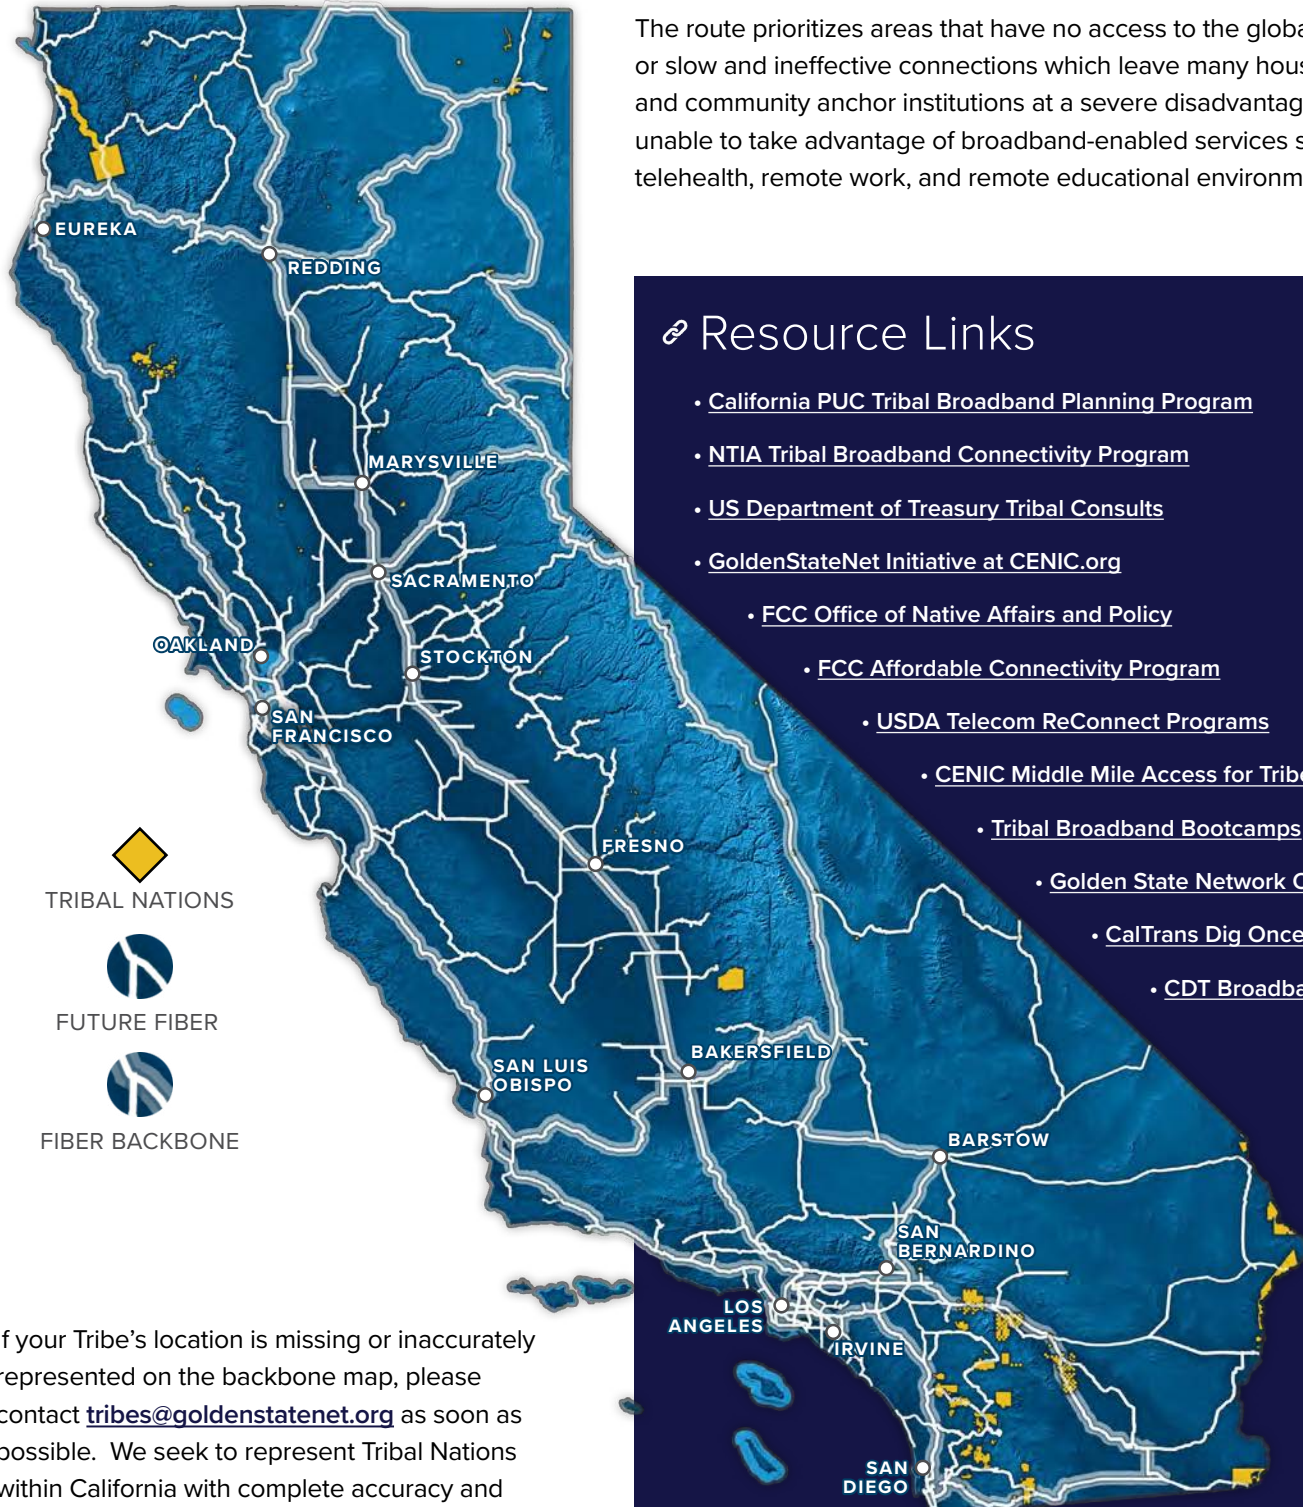 The route prioritizes areas that have no access to the globa
or slow and ineffective connections which leave many hous
and community anchor institutions at a severe disadvantag
unable to take advantage of broadband-enabled services s
telehealth, remote work, and remote educational environm
Resource Links
• California PUC Tribal Broadband Planning Program
• NTIA Tribal Broadband Connectivity Program
• US Department of Treasury Tribal Consults
• GoldenStateNet Initiative at CENIC.org
• FCC Office of Native Affairs and Policy
• FCC Affordable Connectivity Program
• USDA Telecom ReConnect Programs
• CENIC Middle Mile Access for Tribe
• Tribal Broadband Bootcamps
• Golden State Network C
• CalTrans Dig Once
• CDT Broadba
EUREKA
REDDING
MARYSVILLE
SACRAMENTO
OAKLAND
STOCKTON
SAN
FRANCISCO
FRESNO
SAN LUIS
OBISPO
BAKERSFIELD
BARSTOW
SAN
BERNARDINO
LOS
ANGELES
IRVINE
SAN
DIEGO
TRIBAL NATIONS
FUTURE FIBER
FIBER BACKBONE
If your Tribe's location is missing or inaccurately
represented on the backbone map, please
contact tribes@goldenstatenet.org as soon as
possible. We seek to represent Tribal Nations
within California with complete accuracy and